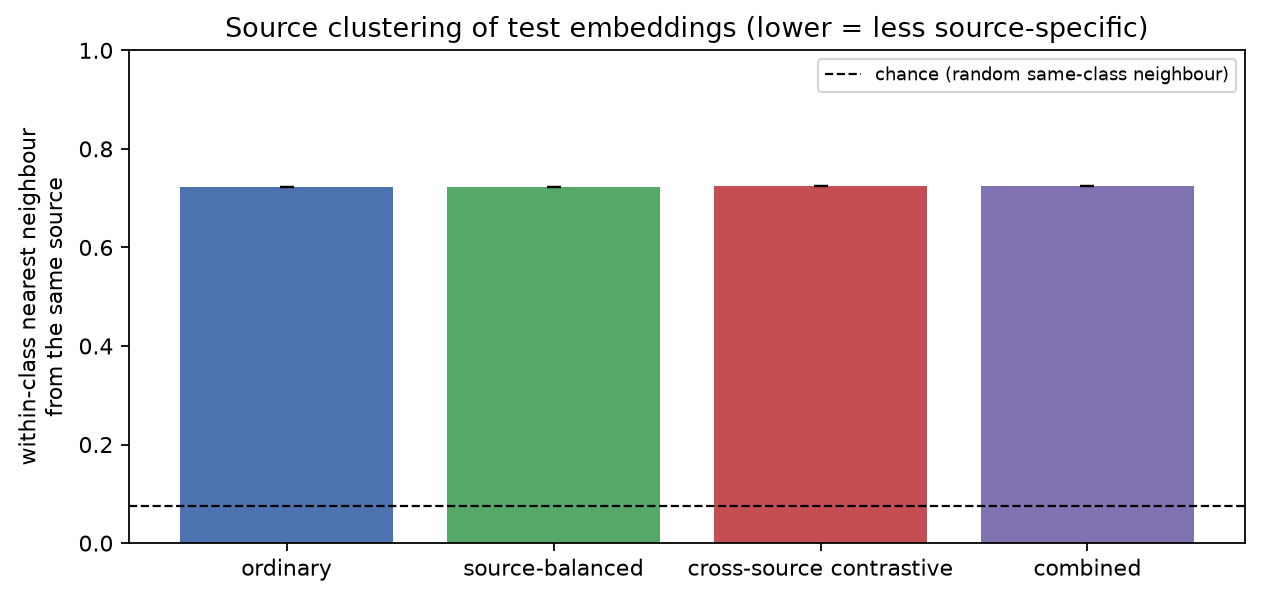 Source clustering of test embeddings (lower = less source-specific)
chance (random same-class neighbour)
within-class nearest neighbour
from the same source
1.0
0.8
0.6
0.4
0.2
0.0
ordinary
source-balanced
cross-source contrastive
combined